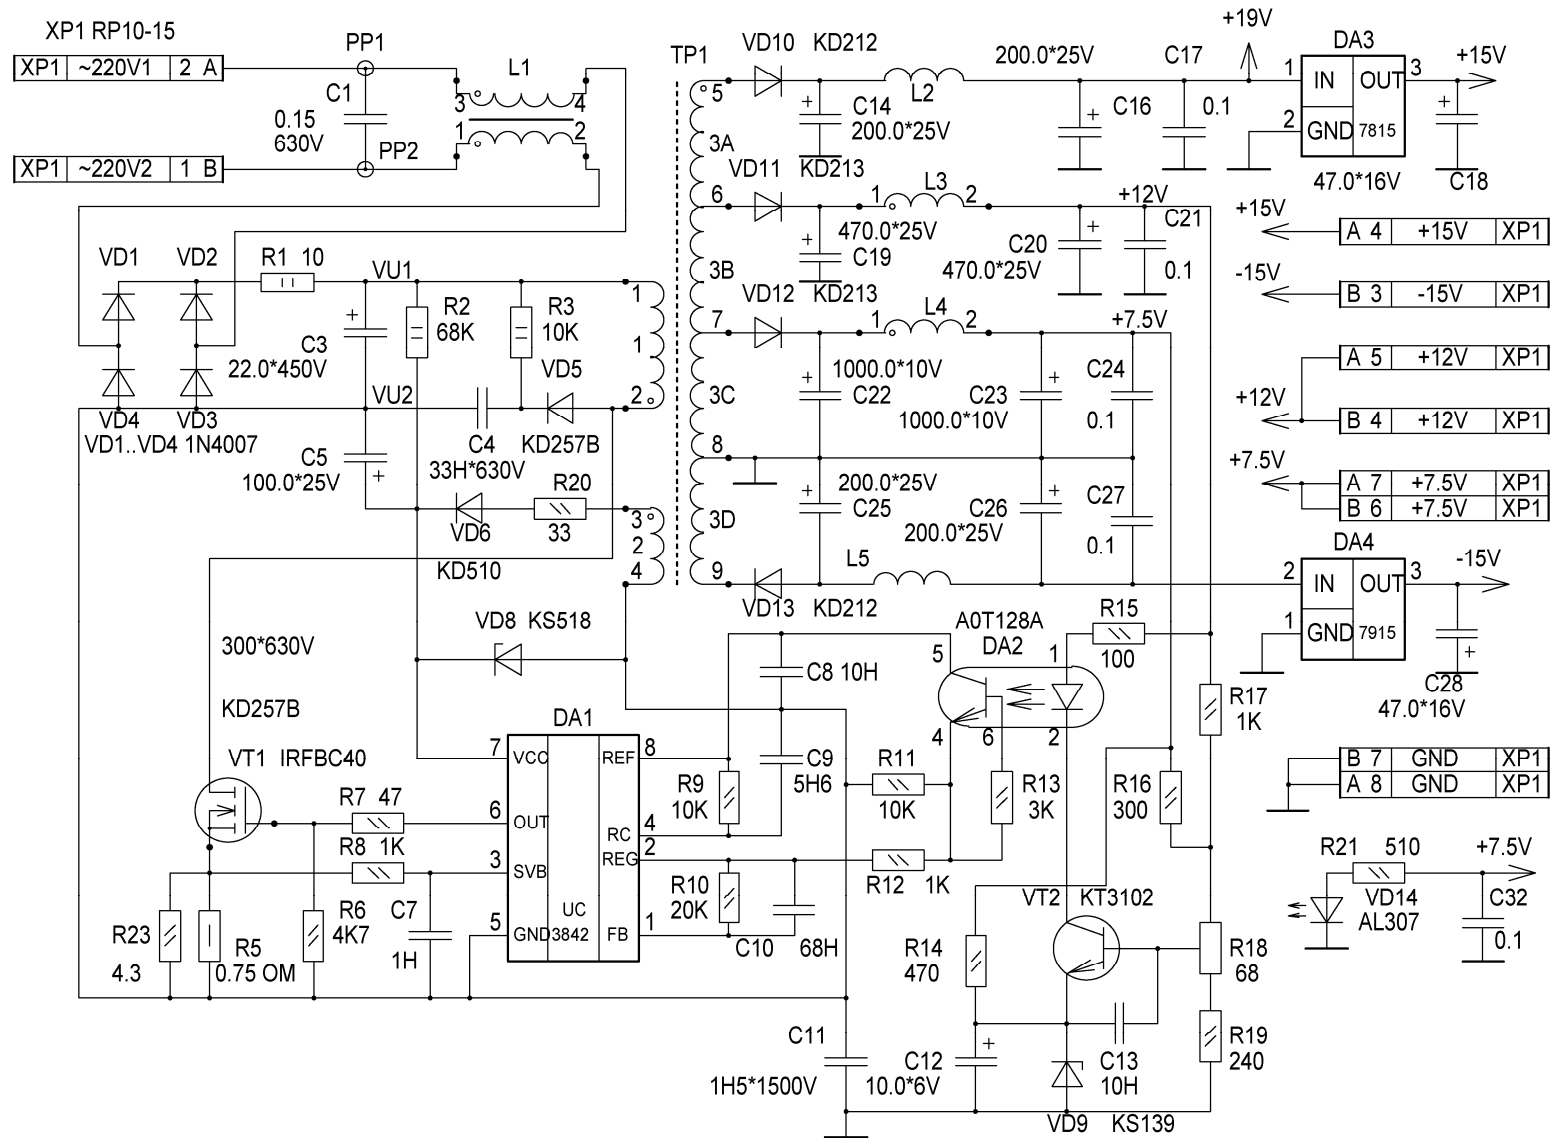 XP1 RP10-15
XP1 ~220V1 2 A
XP1 ~220V2 1 B
PP1
C1
0.15
630V
PP2
L1
3 4
1 2
TP1
VD10 KD212
5
C14
200.0*25V
L2
200.0*25V
C16
C17
0.1
+19V
DA3
1 IN OUT 3
2 GND 7815
+15V
47.0*16V
C18
3A
VD11 KD213
6
1 L3 2
470.0*25V
C19
+12V
C20
470.0*25V
C21
0.1
3B
VD12 KD213
7
1 L4 2
+7.5V
1000.0*10V
C22
C23
1000.0*10V
C24
0.1
3C
8
200.0*25V
C25
C26
200.0*25V
C27
0.1
3D
9
VD13 KD212
L5
+15V A 4 +15V XP1
-15V B 3 -15V XP1
A 5 +12V XP1
+12V B 4 +12V XP1
+7.5V A 7 +7.5V XP1
B 6 +7.5V XP1
DA4
2 IN OUT 3
1 GND 7915
-15V
C28
47.0*16V
B 7 GND XP1
A 8 GND XP1
R21 510
+7.5V
VD14
AL307
C32
0.1
VD1 VD2
VD4 VD3
VD1..VD4 1N4007
R1 10
VU1
C3
22.0*450V
VU2
C5
100.0*25V
R2
68K
R3
10K
VD5
KD257B
C4
33H*630V
1
1
2
R20
33
VD6
KD510
3
2
4
VD8 KS518
300*630V
KD257B
VT1 IRFBC40
R7 47
R8 1K
R23
4.3
R5
0.75 OM
R6
4K7
C7
1H
DA1
7 VCC REF 8
6 OUT
RC 4
3 SVB REG 2
UC
5 GND 3842 FB 1
C8 10H
C9
5H6
R9
10K
R10
20K
C10
68H
R11
10K
R12 1K
A0T128A
DA2
5 1
4 6 2
R13
3K
R15
100
R17
1K
R16
300
VT2 KT3102
R14
470
R18
68
R19
240
C11
1H5*1500V
C12
10.0*6V
C13
10H
VD9 KS139